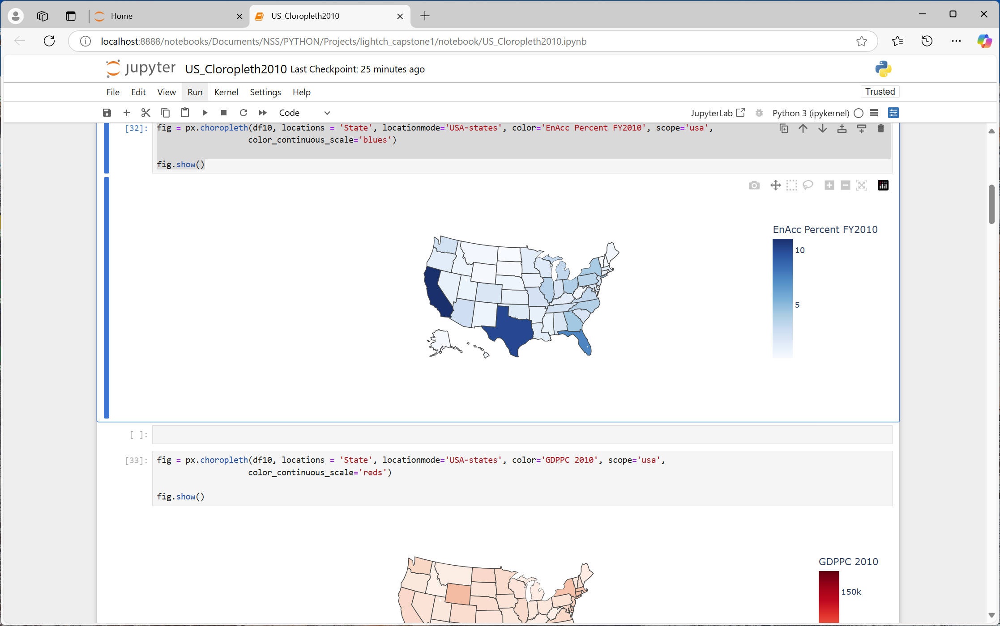 Home
US_Cloropleth2010
localhost:8888/notebooks/Documents/NSS/PYTHON/Projects/lightch_capstone1/notebook/US_Cloropleth2010.ipynb
jupyter US_Cloropleth2010 Last Checkpoint: 25 minutes ago
File Edit View Run Kernel Settings Help Trusted
Code JupyterLab Python 3 (ipykernel)
[32]: fig = px.choropleth(df10, locations = 'State', locationmode='USA-states', color='EnAcc Percent FY2010', scope='usa',
color_continuous_scale='blues')
fig.show()
EnAcc Percent FY2010
10
5
[ ]:
[33]: fig = px.choropleth(df10, locations = 'State', locationmode='USA-states', color='GDPPC 2010', scope='usa',
color_continuous_scale='reds')
fig.show()
GDPPC 2010
150k